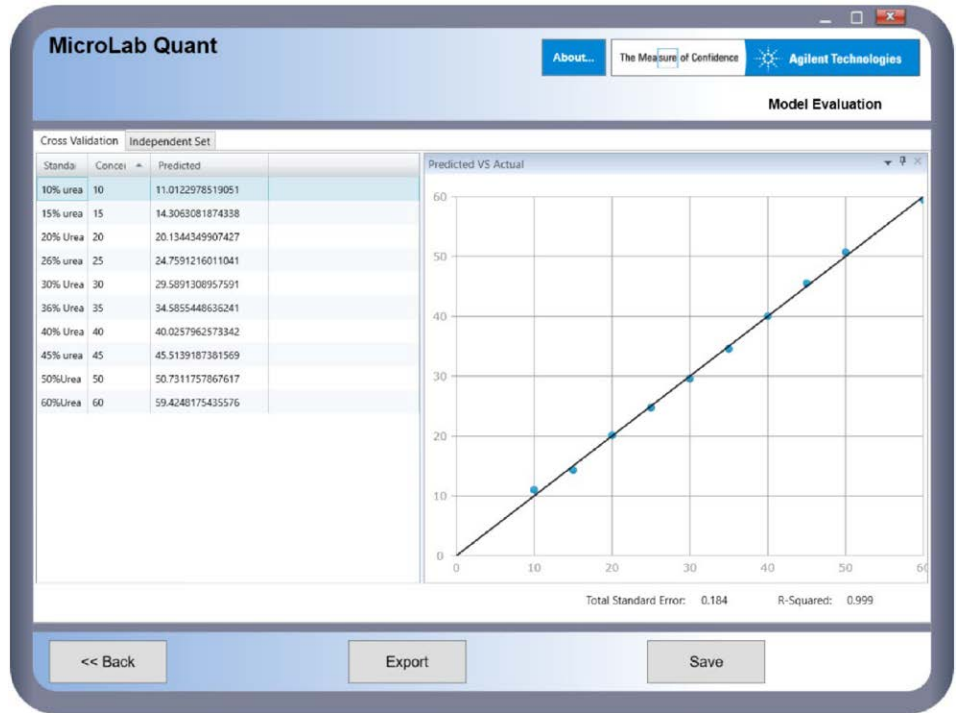 MicroLab Quant
About...
The Measure of Confidence
Agilent Technologies
Model Evaluation
Cross Validation Independent Set
Standa Concei Predicted
10% urea 10 11.0122978519051
15% urea 15 14.3063081874338
20% Urea 20 20.1344349907427
26% urea 25 24.7591216011041
30% Urea 30 29.5891308957591
36% Urea 35 34.5855448636241
40% Urea 40 40.0257962573342
45% urea 45 45.5139187381569
50%Urea 50 50.7311757867617
60%Urea 60 59.4248175435576
Predicted VS Actual
60
50
40
30
20
10
0
0 10 20 30 40 50 60
Total Standard Error: 0.184 R-Squared: 0.999
<< Back Export Save